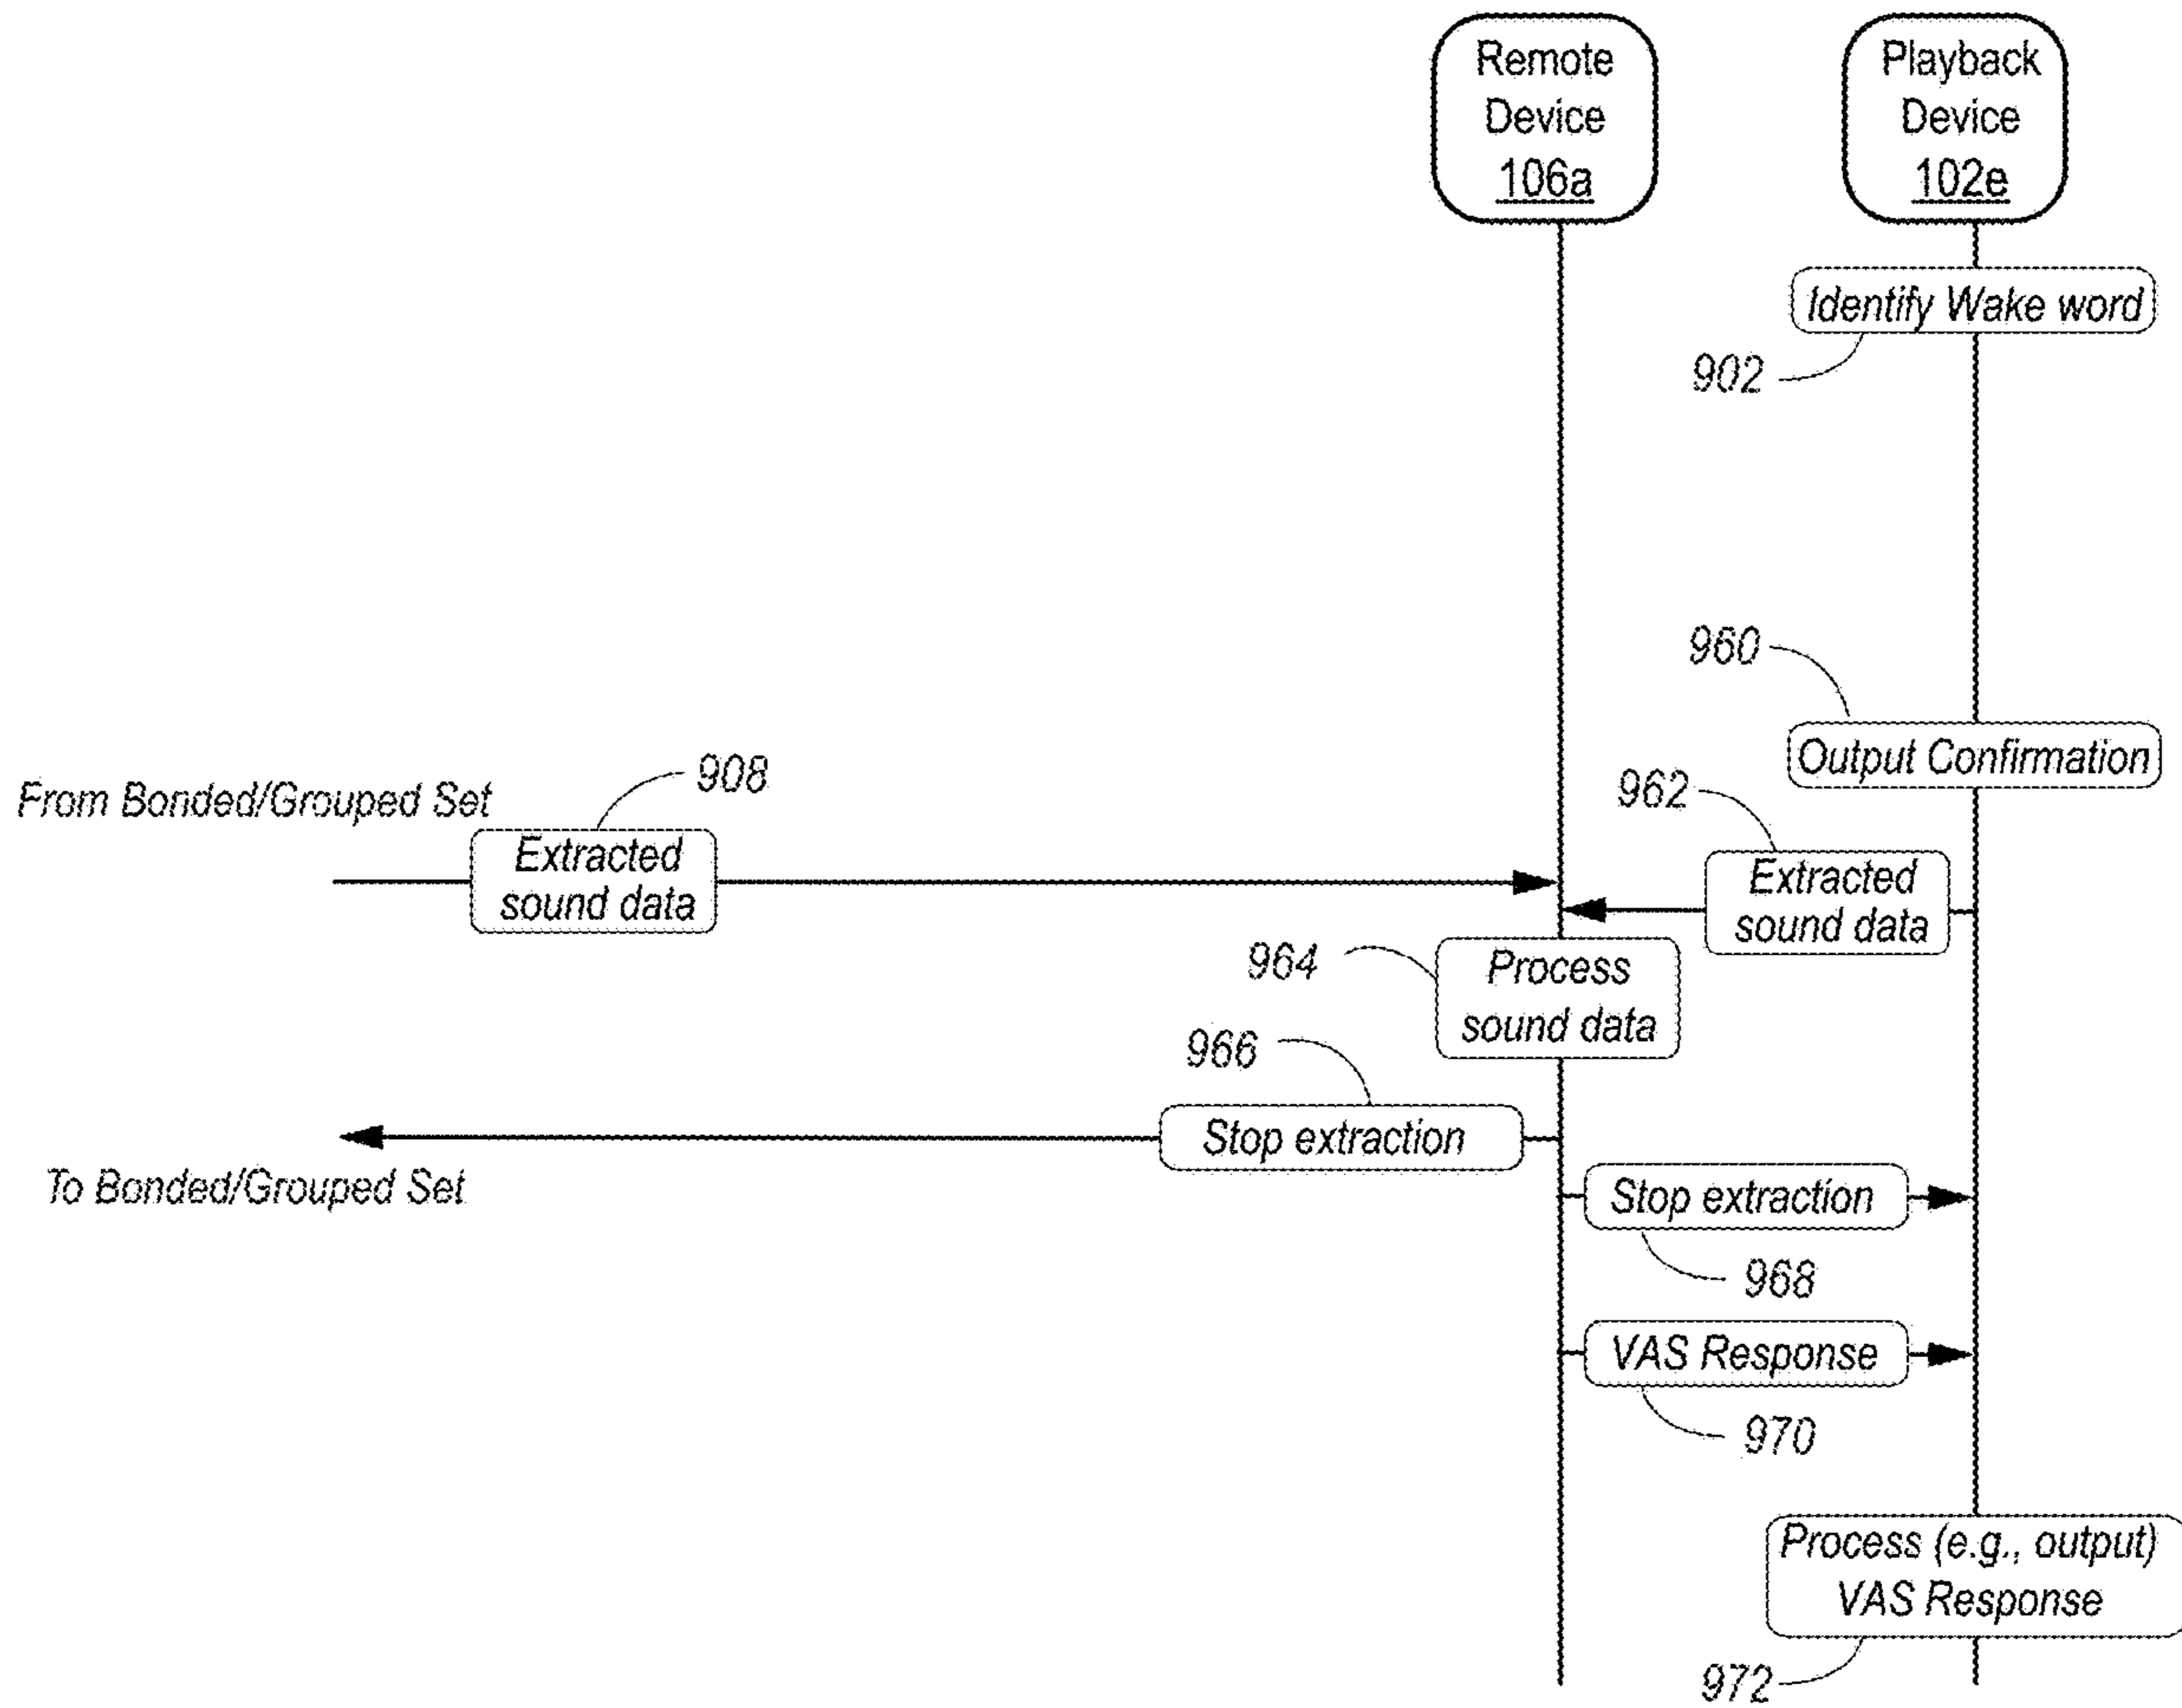 Remote
Device
106a
Playback
Device
102e
Identify Wake word
902
960
Output Confirmation
908
From Bonded/Grouped Set
Extracted
sound data
962
Extracted
sound data
964
Process
sound data
966
Stop extraction
To Bonded/Grouped Set
Stop extraction
968
VAS Response
970
Process (e.g., output)
VAS Response
972